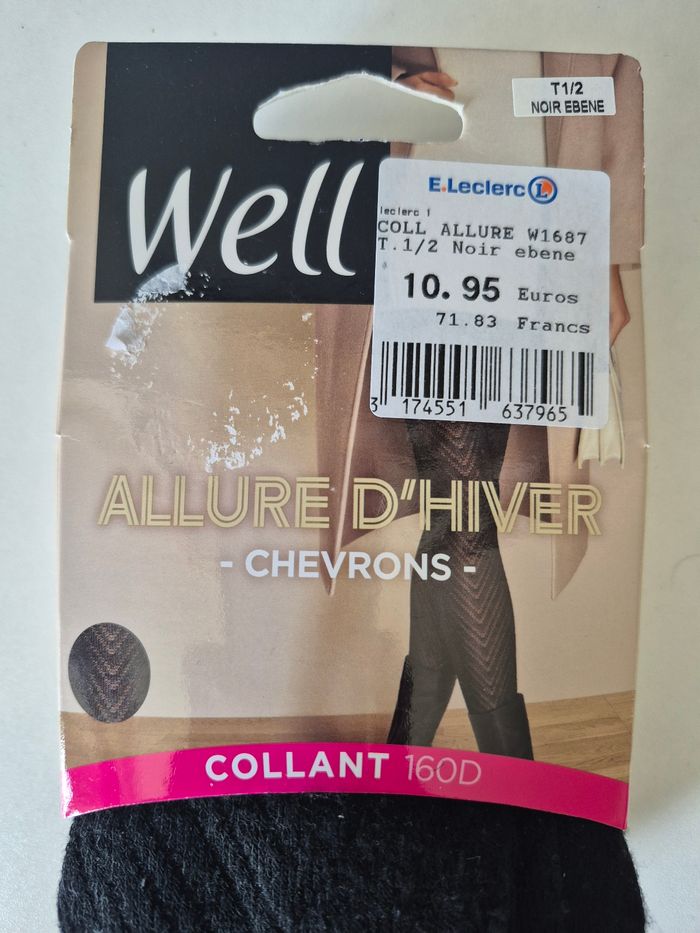 T1/2
NOIR EBENE
Well
E.Leclerc L
leclerc 1
COLL ALLURE W1687
T.1/2 Noir ebene
10.95 Euros
71.83 Francs
3 174551 637965
ALLURE D'HIVER
- CHEVRONS -
COLLANT 160D